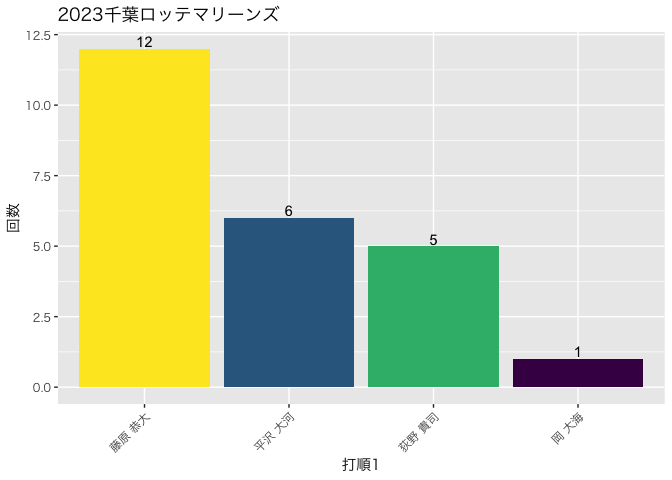 2023千葉ロッテマリーンズ
12.5
10.0
7.5
5.0
2.5
0.0
回数
12
6
5
1
藤原 恭大
平沢 大河
荻野 貴司
岡 大海
打順1